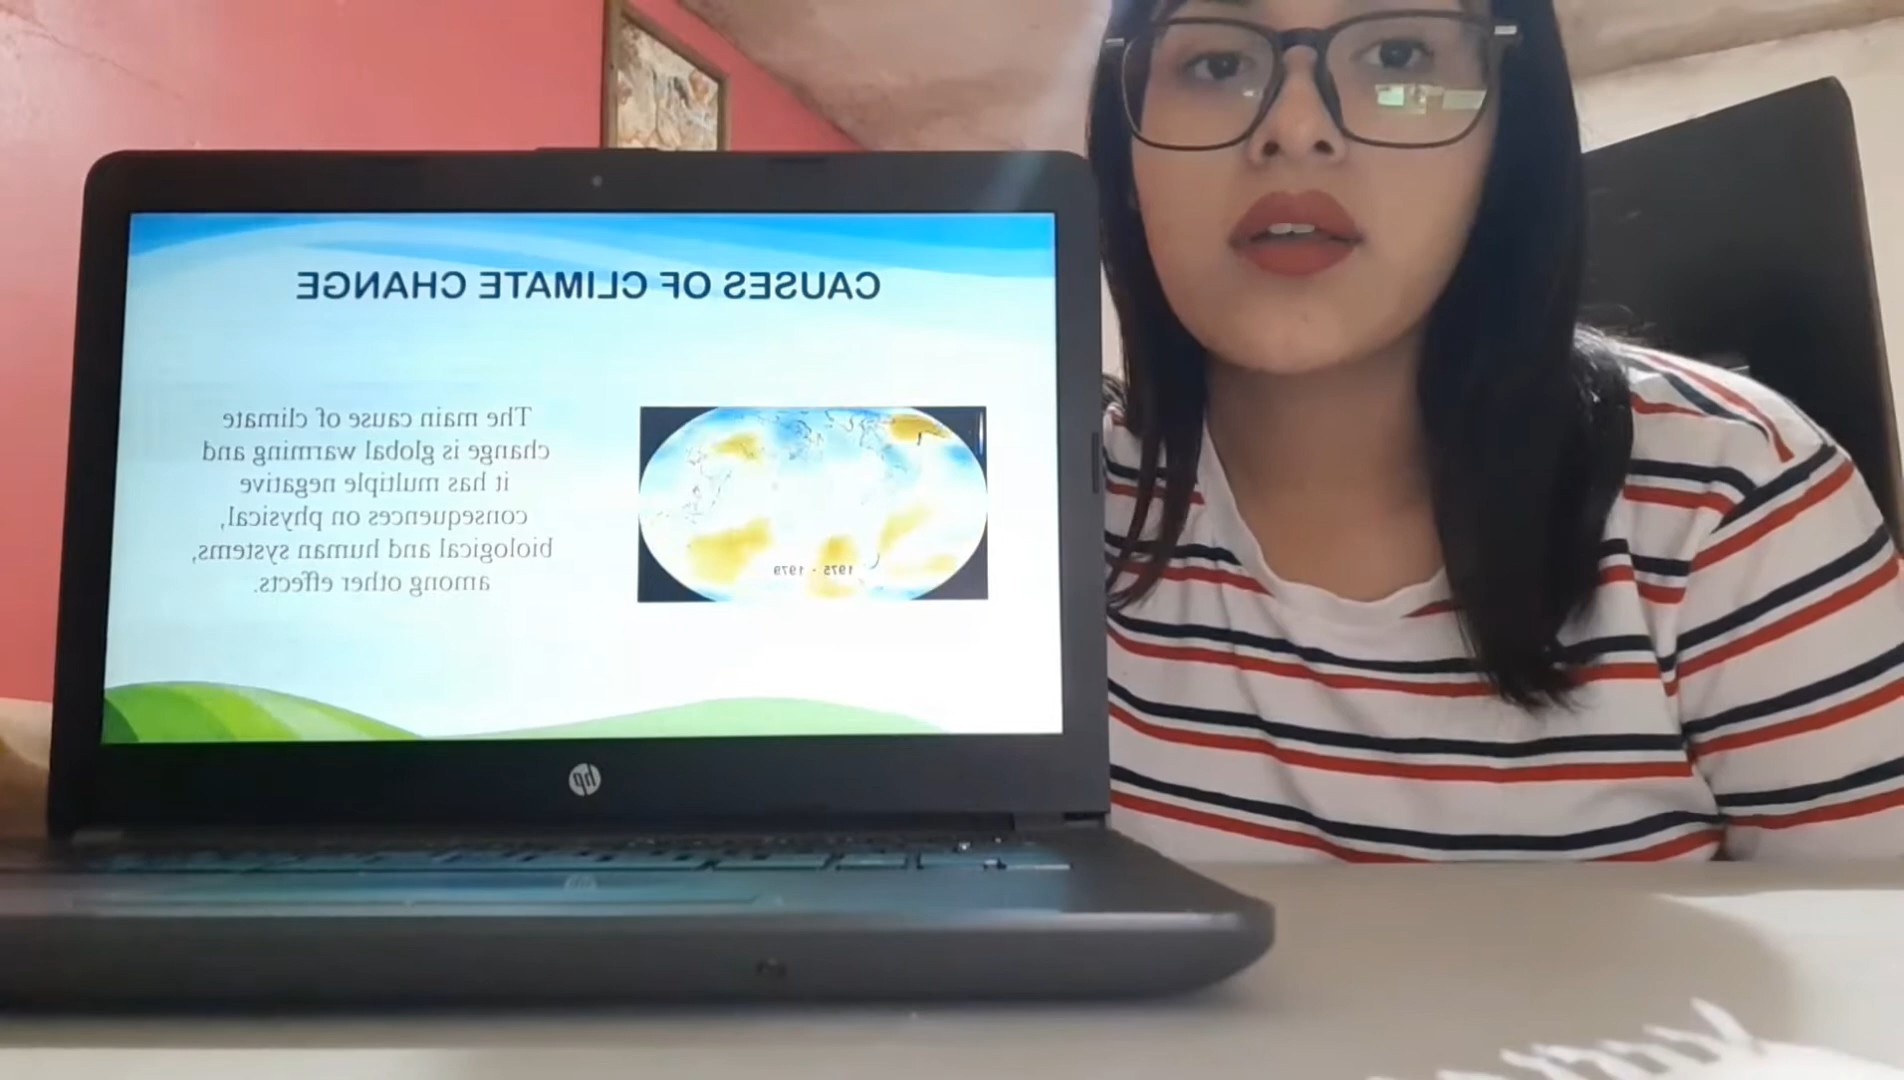 CAUSES OF CLIMATE CHANGE
The main cause of climate
change is global warming and
it has multiple negative
consequences on physical,
biological and human systems,
among other effects.
1975 - 1979
hp